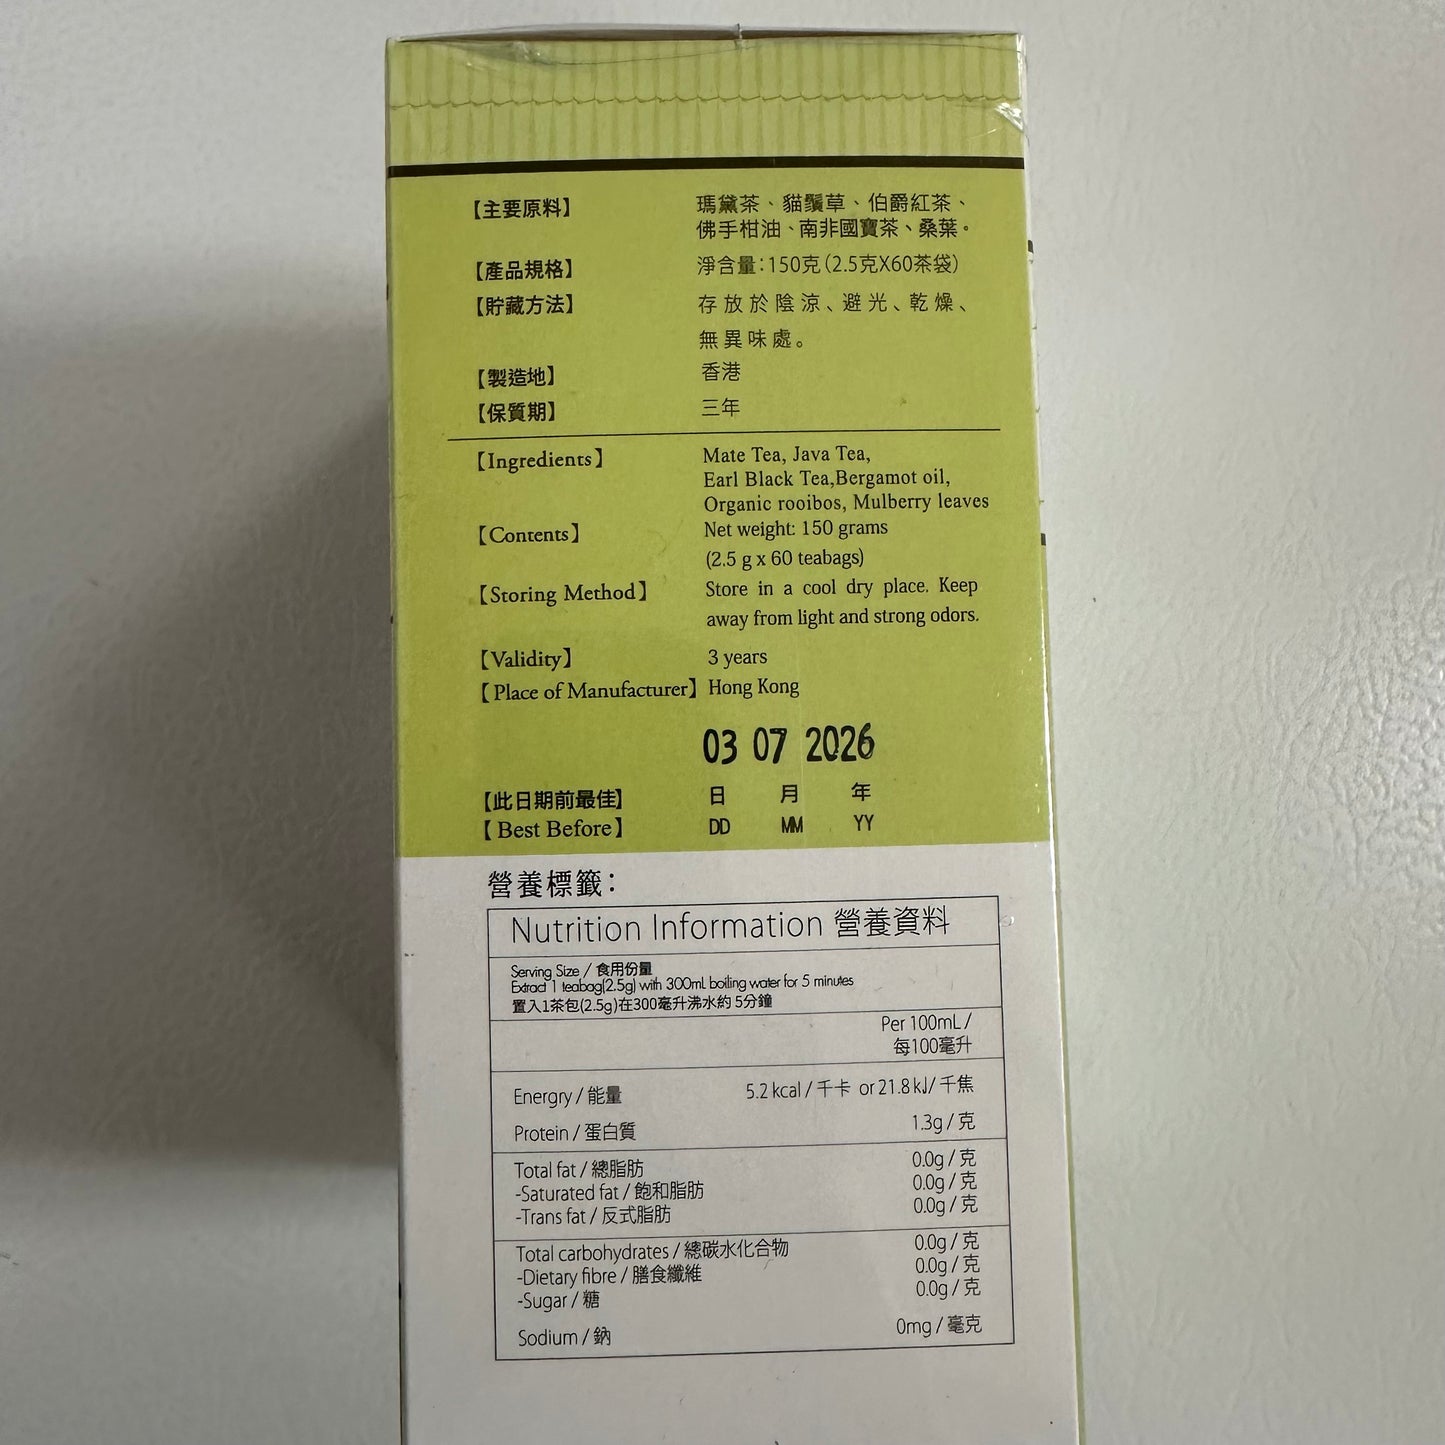 【主要原料】 瑪黛茶、貓鬚草、伯爵紅茶、
佛手柑油、南非國寶茶、桑葉。
【產品規格】 淨含量:150克(2.5克X60茶袋)
【貯藏方法】 存放於陰涼、避光、乾燥、
無異味處。
【製造地】 香港
【保質期】 三年
【Ingredients】 Mate Tea, Java Tea,
Earl Black Tea,Bergamot oil,
Organic rooibos, Mulberry leaves
【Contents】 Net weight: 150 grams
(2.5 g x 60 teabags)
【Storing Method】 Store in a cool dry place. Keep
away from light and strong odors.
【Validity】 3 years
【Place of Manufacturer】 Hong Kong
03 07 2026
【此日期前最佳】 日 月 年
【Best Before】 DD MM YY
營養標籤:
Nutrition Information 營養資料
Serving Size / 食用份量
Extract 1 teabag(2.5g) with 300mL boiling water for 5 minutes
置入1茶包(2.5g)在300毫升沸水約 5分鐘
Per 100mL /
每100毫升
Energry / 能量 5.2 kcal / 千卡 or 21.8 kJ/ 千焦
Protein / 蛋白質 1.3g / 克
Total fat / 總脂肪 0.0g / 克
-Saturated fat / 飽和脂肪 0.0g / 克
-Trans fat / 反式脂肪 0.0g / 克
Total carbohydrates / 總碳水化合物 0.0g / 克
-Dietary fibre / 膳食纖維 0.0g / 克
-Sugar / 糖 0.0g / 克
Sodium / 鈉 0mg / 毫克